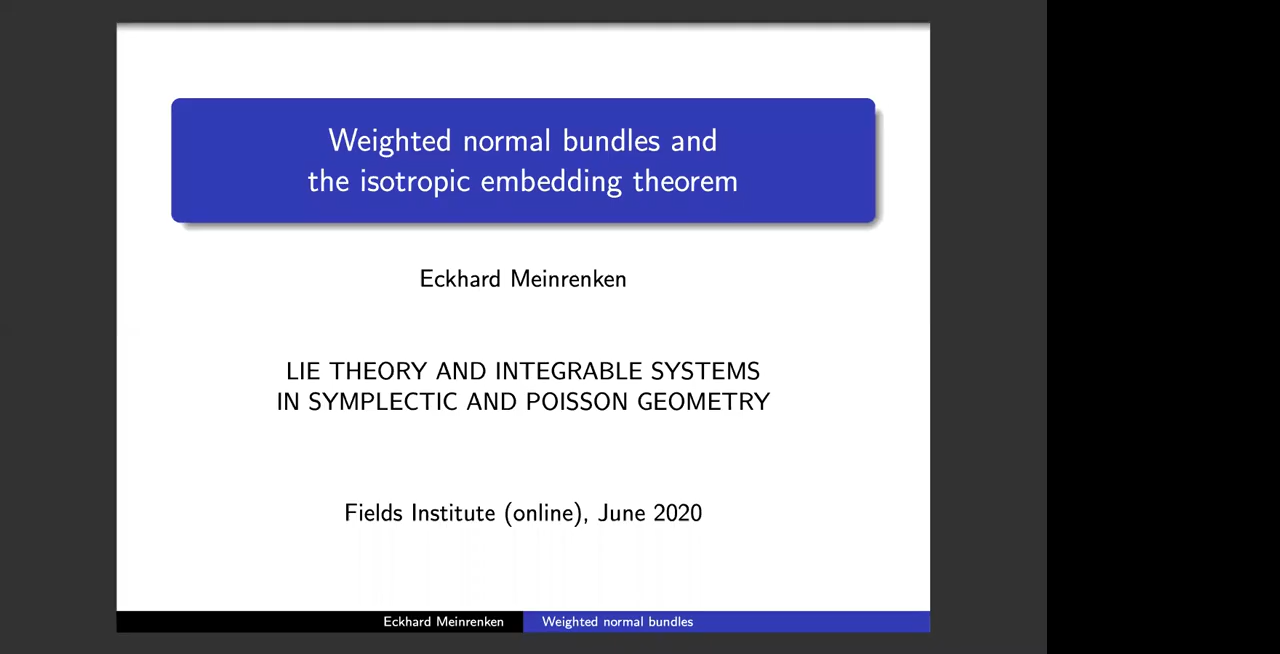 Weighted normal bundles and
the isotropic embedding theorem
Eckhard Meinrenken
LIE THEORY AND INTEGRABLE SYSTEMS
IN SYMPLECTIC AND POISSON GEOMETRY
Fields Institute (online), June 2020
Eckhard Meinrenken
Weighted normal bundles